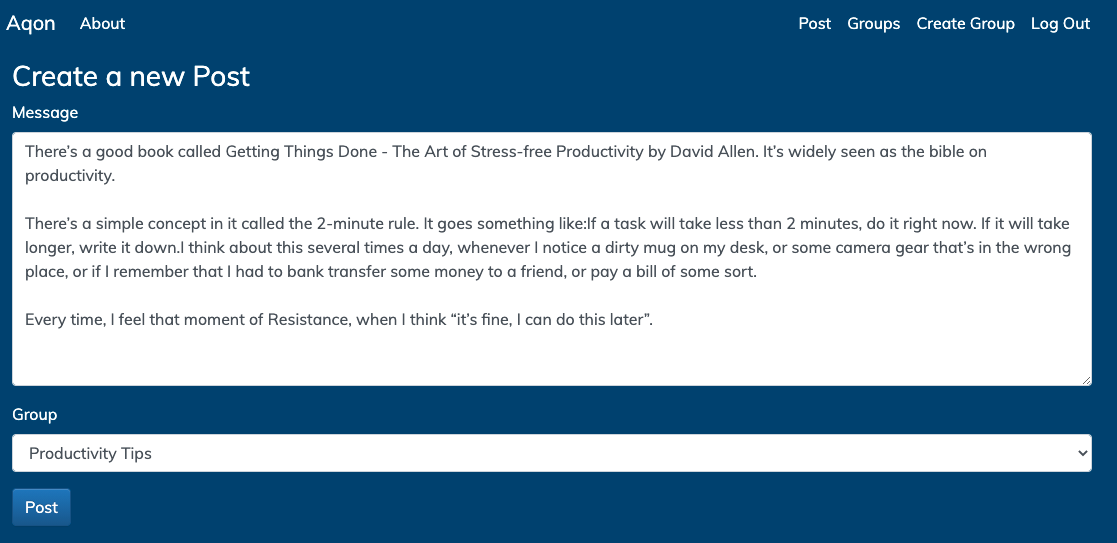 Aqon About Post Groups Create Group Log Out
Create a new Post
Message
There’s a good book called Getting Things Done - The Art of Stress-free Productivity by David Allen. It’s widely seen as the bible on
productivity.
There’s a simple concept in it called the 2-minute rule. It goes something like:If a task will take less than 2 minutes, do it right now. If it will take
longer, write it down.I think about this several times a day, whenever I notice a dirty mug on my desk, or some camera gear that’s in the wrong
place, or if I remember that I had to bank transfer some money to a friend, or pay a bill of some sort.
Every time, I feel that moment of Resistance, when I think “it’s fine, I can do this later”.
Group
Productivity Tips
Post